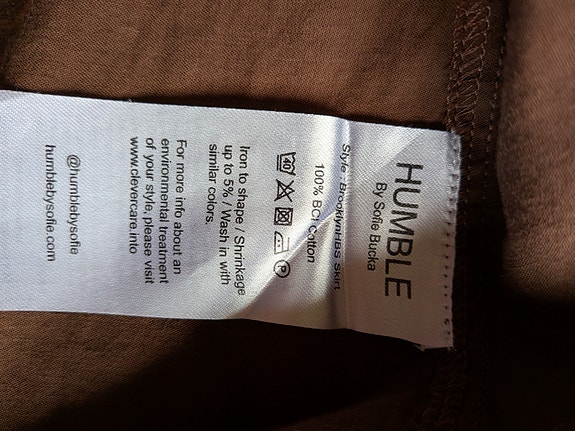 HUMBLE
By Sofie Bucka
Style: BrooklynHBS Skirt
100% BCI Cotton
40 P
Iron to shape / Shrinkage
up to 5% / Wash in with
similar colors.
For more info about an
environmental treatment
of your style, please visit
www.clevercare.info
@humblebysofie
humblebysofie.com